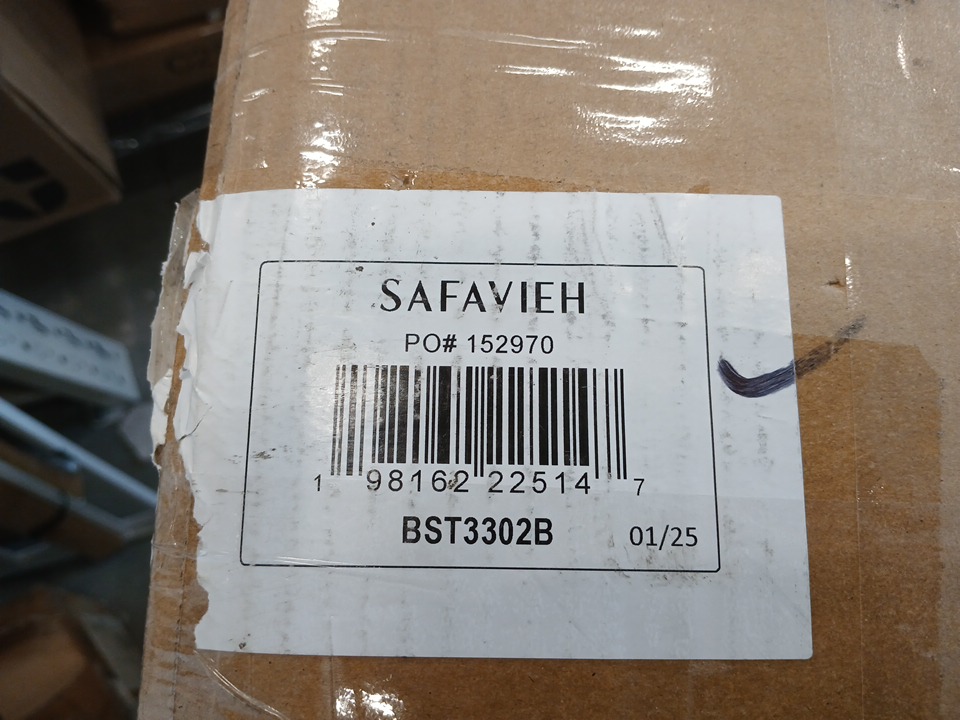 SAFAVIEH
PO# 152970
1 98162 22514 7
BST3302B 01/25